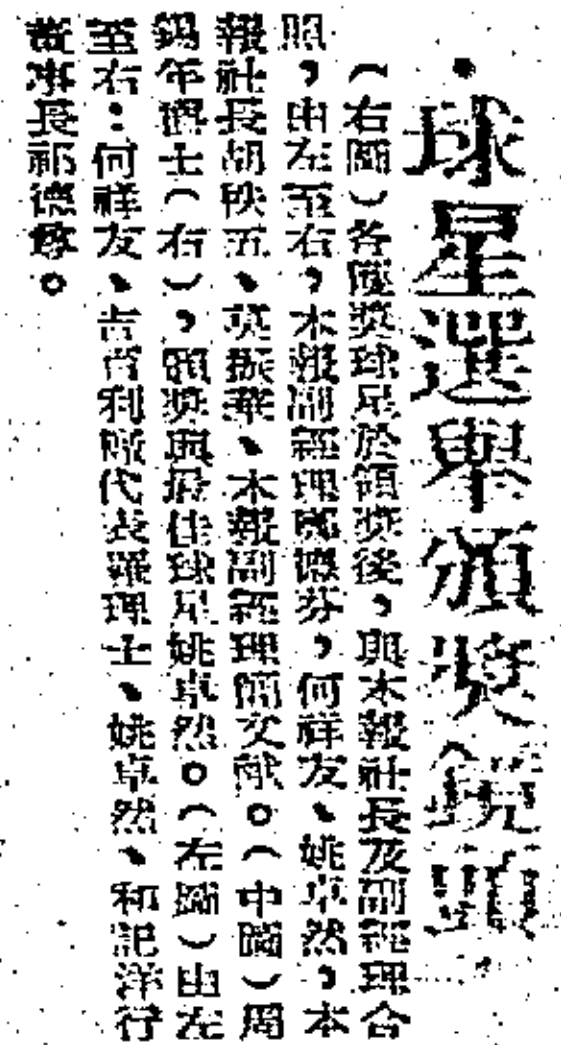 球星選舉頒獎鏡頭
（右圖）各獲獎球星於領獎後，與本報社長及副經理合
照，由左至右，本報副經理鄭德芬，何祥友、姚卓然，本
報社長胡秩五、莫振華、本報副經理簡文献。（中圖）周
錫年爵士（右），頒獎與最佳球星姚卓然。（左圖）由左
至右：何祥友、吉百利廠代表羅理士、姚卓然、和記洋行
董事長祁德尊。